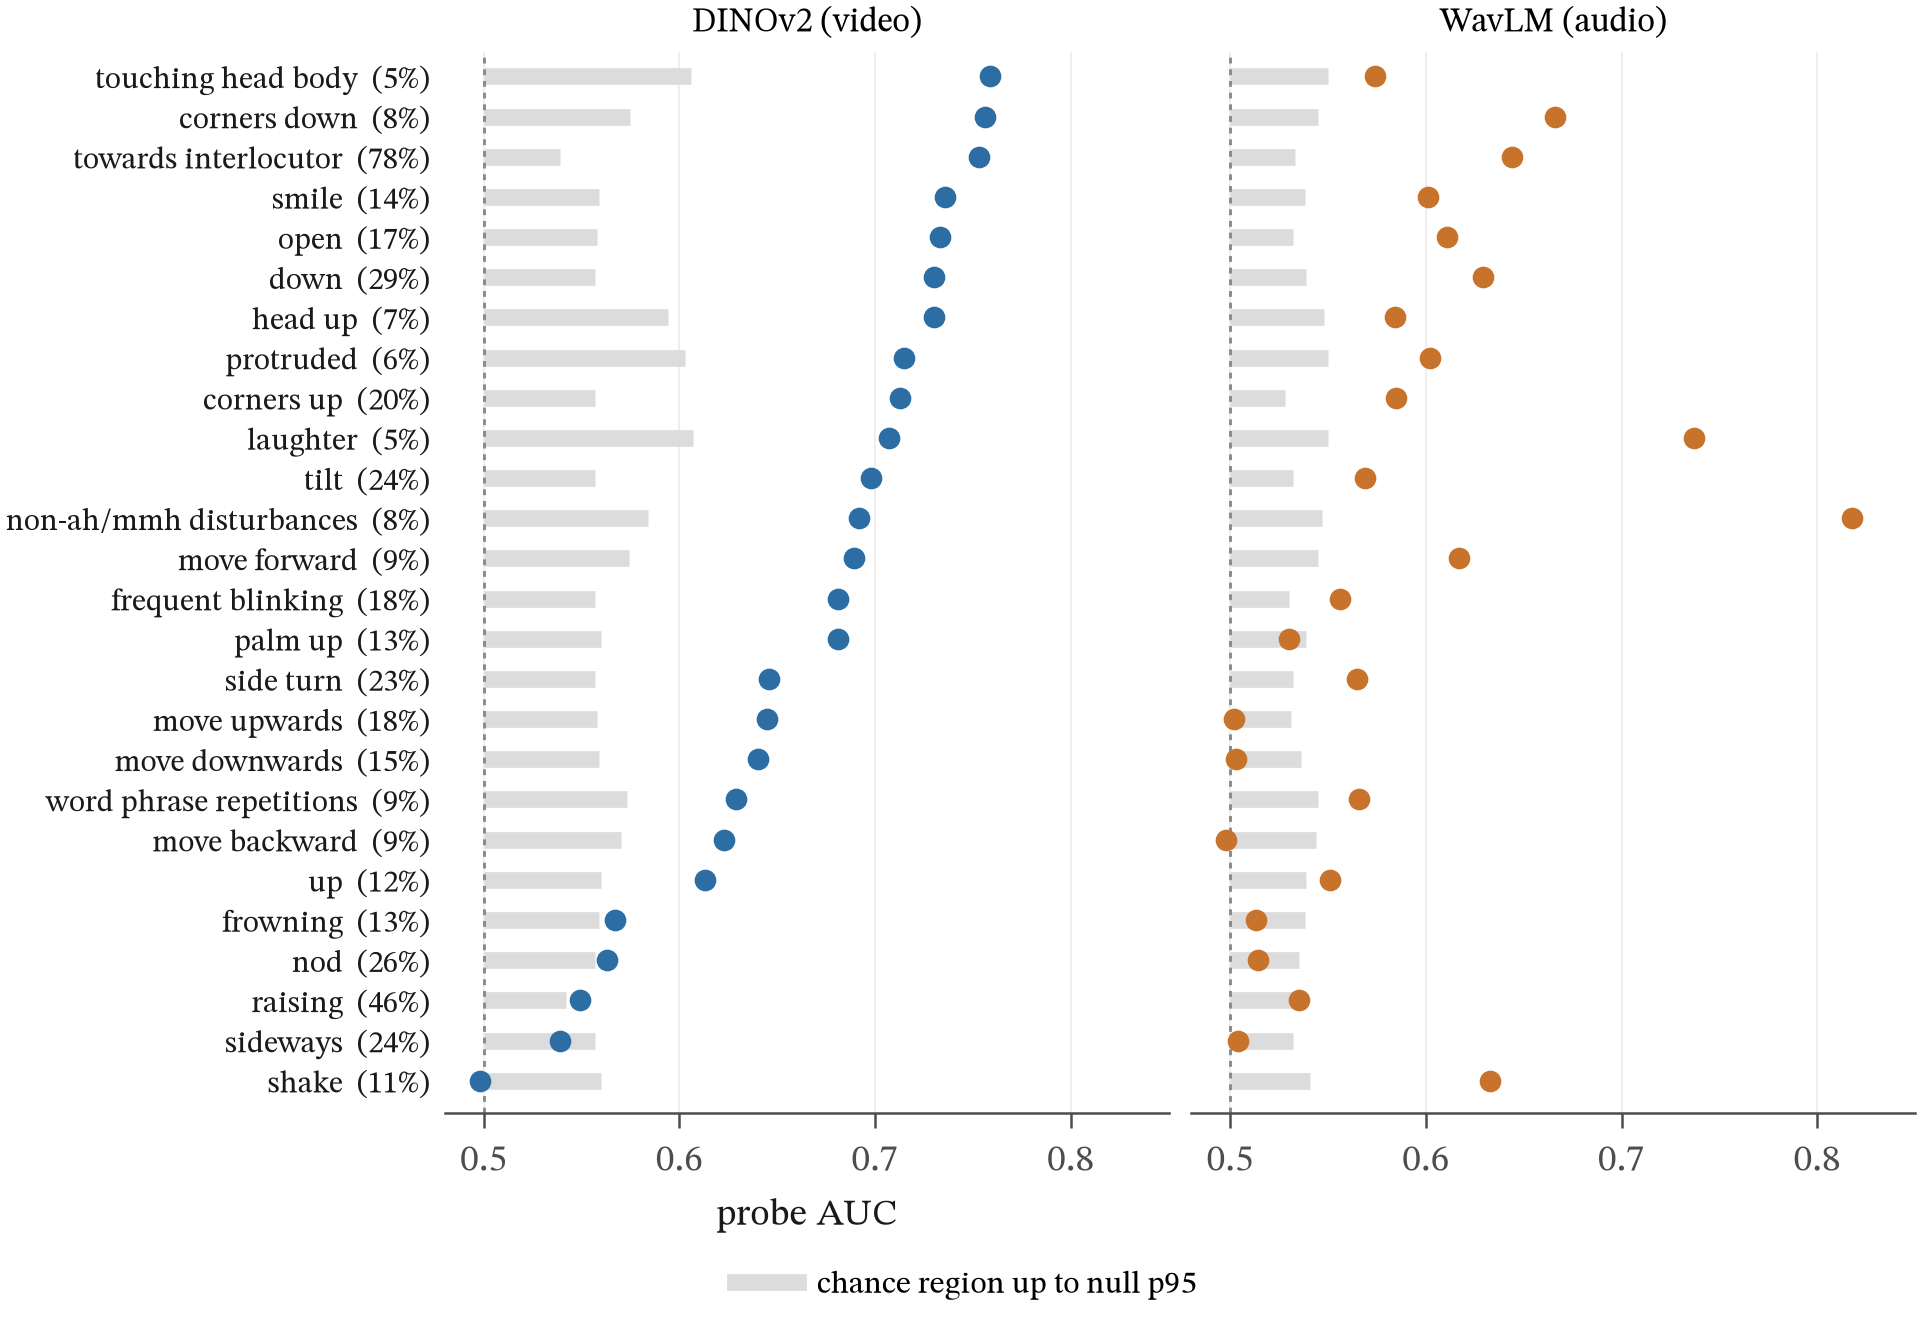 DINOv2 (video)
WavLM (audio)
touching head body (5%)
corners down (8%)
towards interlocutor (78%)
smile (14%)
open (17%)
down (29%)
head up (7%)
protruded (6%)
corners up (20%)
laughter (5%)
tilt (24%)
non-ah/mmh disturbances (8%)
move forward (9%)
frequent blinking (18%)
palm up (13%)
side turn (23%)
move upwards (18%)
move downwards (15%)
word phrase repetitions (9%)
move backward (9%)
up (12%)
frowning (13%)
nod (26%)
raising (46%)
sideways (24%)
shake (11%)
0.5 0.6 0.7 0.8
0.5 0.6 0.7 0.8
probe AUC
chance region up to null p95